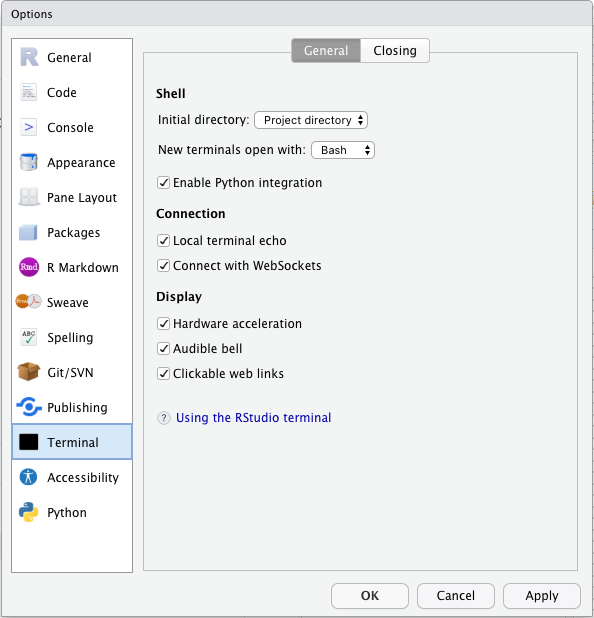 Options
General
Code
Console
Appearance
Pane Layout
Packages
Rmd R Markdown
Sweave
ABC Spelling
Git/SVN
Publishing
Terminal
Accessibility
Python
General Closing
Shell
Initial directory: Project directory
New terminals open with: Bash
Enable Python integration
Connection
Local terminal echo
Connect with WebSockets
Display
Hardware acceleration
Audible bell
Clickable web links
? Using the RStudio terminal
OK Cancel Apply